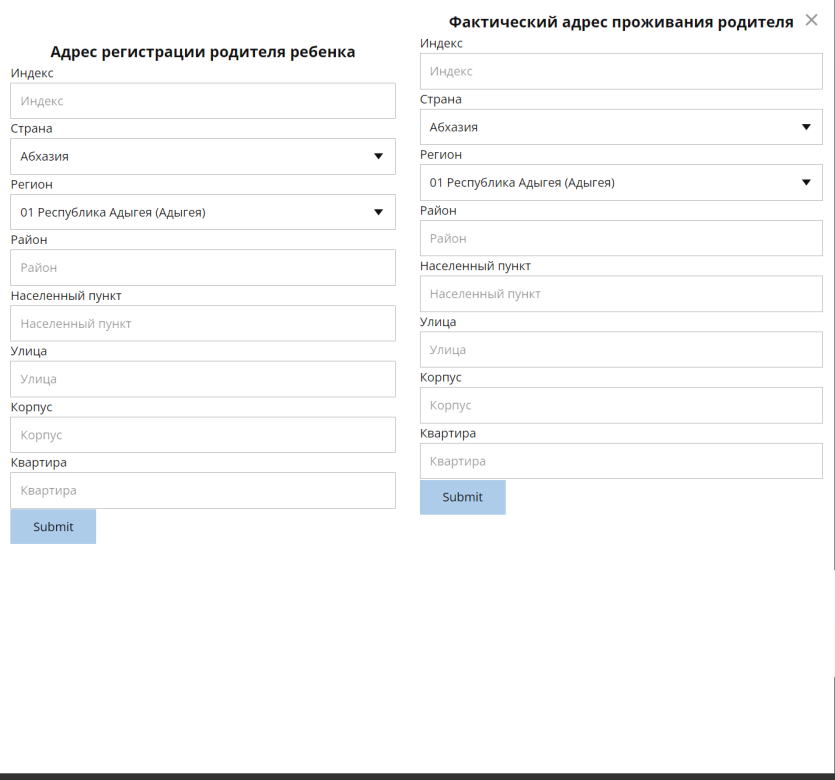 Адрес регистрации родителя ребенка
Индекс
Индекс
Страна
Абхазия
Регион
01 Республика Адыгея (Адыгея)
Район
Район
Населенный пункт
Населенный пункт
Улица
Улица
Корпус
Корпус
Квартира
Квартира
Submit
Фактический адрес проживания родителя
Индекс
Индекс
Страна
Абхазия
Регион
01 Республика Адыгея (Адыгея)
Район
Район
Населенный пункт
Населенный пункт
Улица
Улица
Корпус
Корпус
Квартира
Квартира
Submit